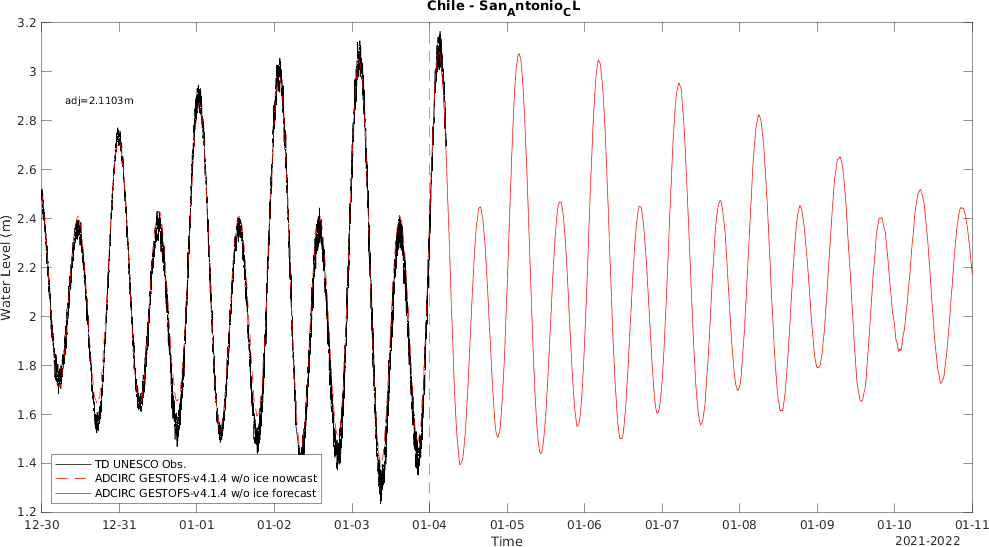 Chile - San_Antonio_CL
3.2
3
2.8
2.6
2.4
2.2
2
1.8
1.6
1.4
1.2
Water Level (m)
adj=2.1103m
TD UNESCO Obs.
ADCIRC GESTOFS-v4.1.4 w/o ice nowcast
ADCIRC GESTOFS-v4.1.4 w/o ice forecast
12-30 12-31 01-01 01-02 01-03 01-04 01-05 01-06 01-07 01-08 01-09 01-10 01-11
Time
2021-2022